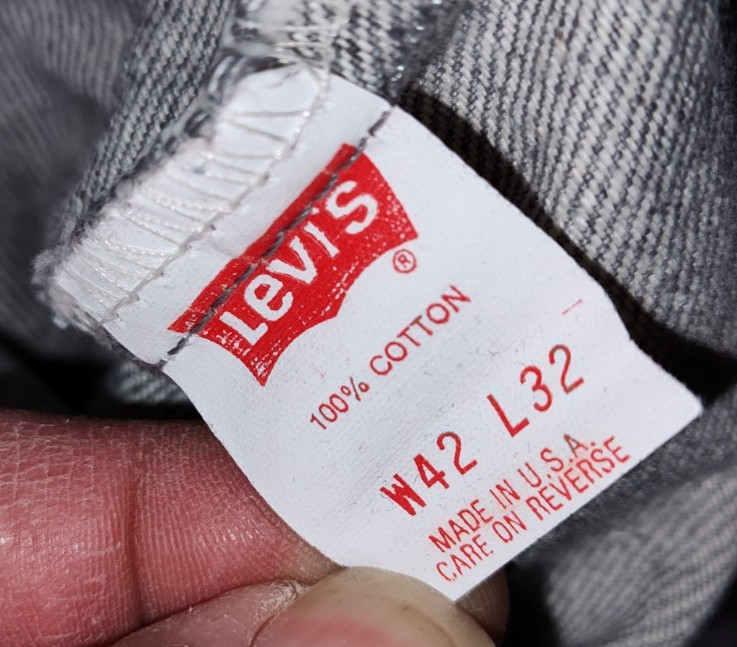 Levi's
®
100% COTTON
W42 L32
MADE IN U.S.A.
CARE ON REVERSE